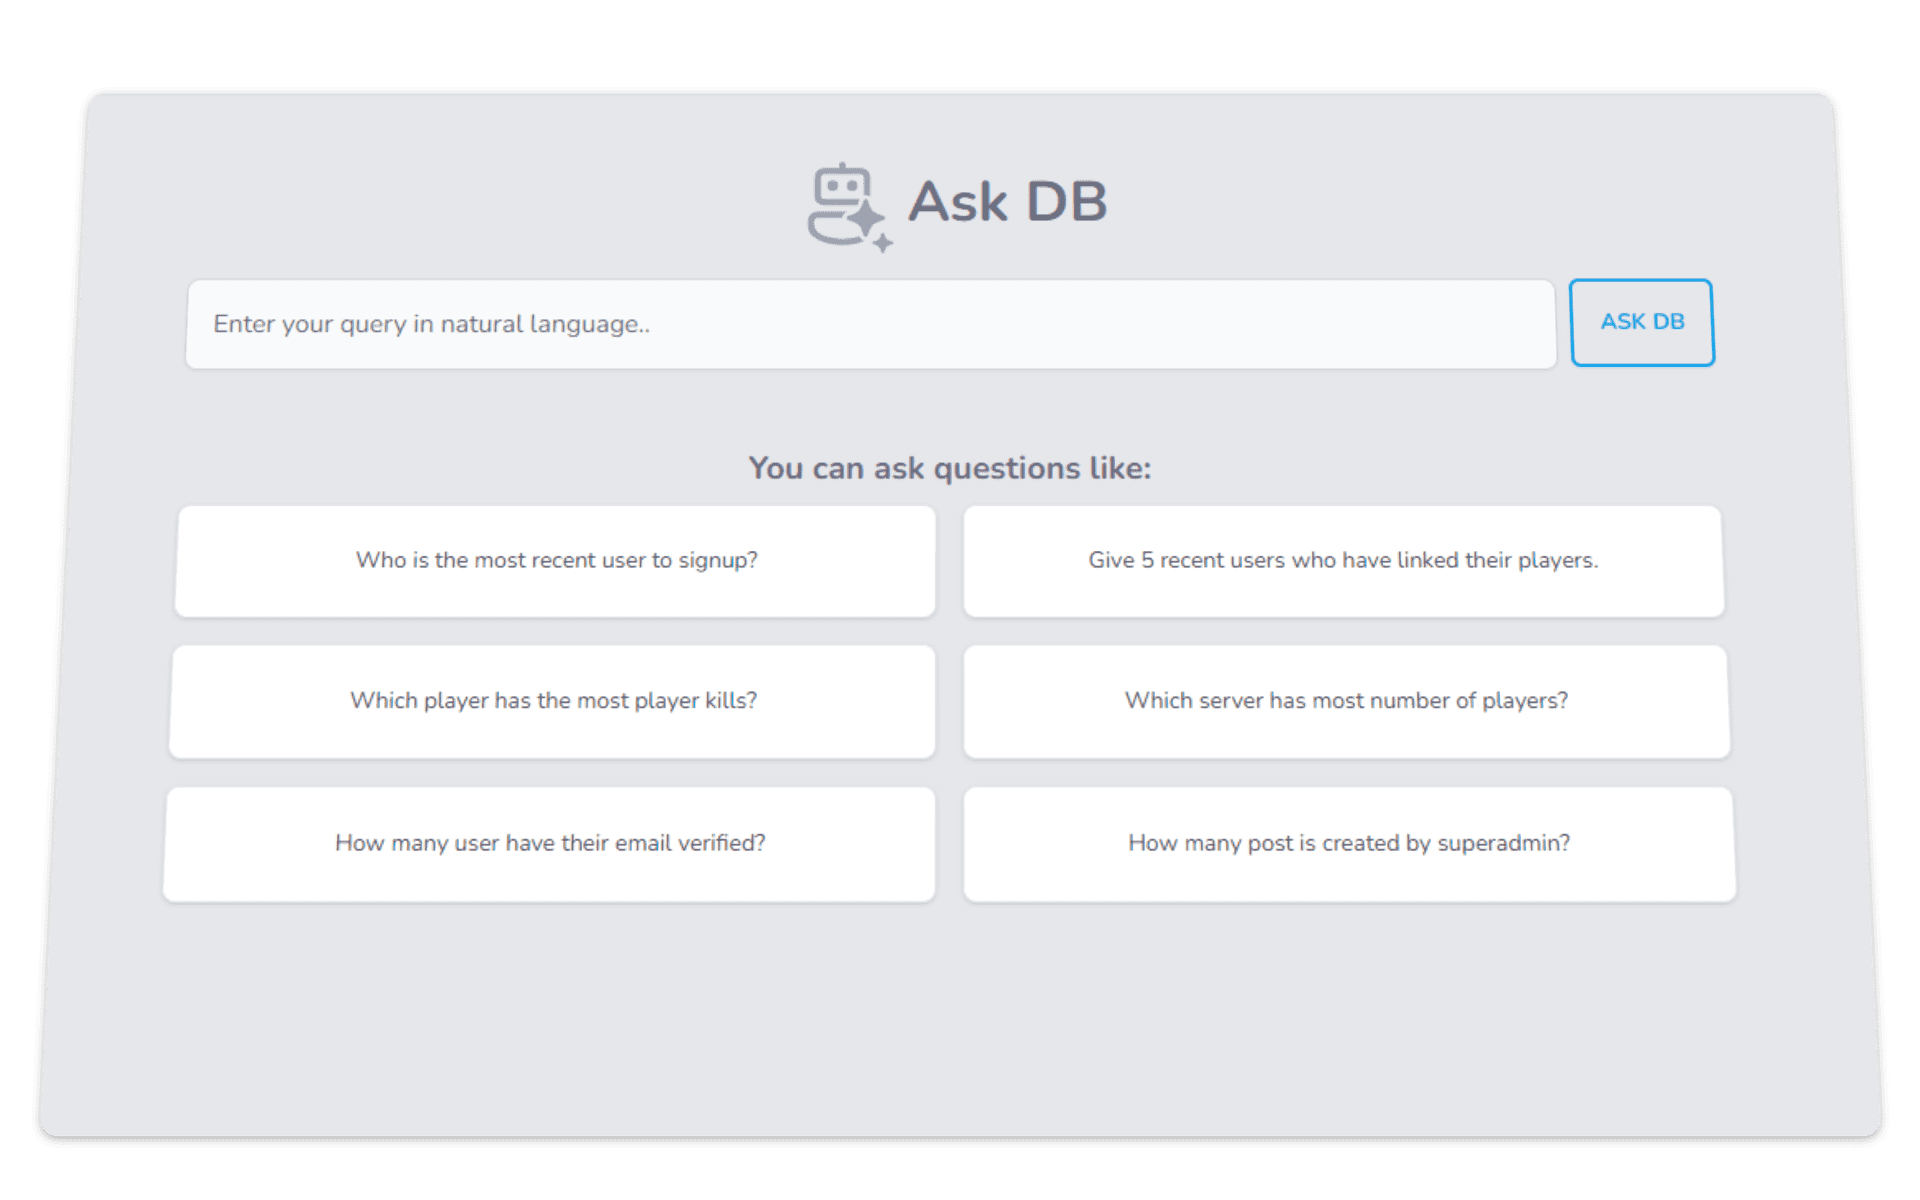 Ask DB
Enter your query in natural language..
ASK DB
You can ask questions like:
Who is the most recent user to signup?
Give 5 recent users who have linked their players.
Which player has the most player kills?
Which server has most number of players?
How many user have their email verified?
How many post is created by superadmin?